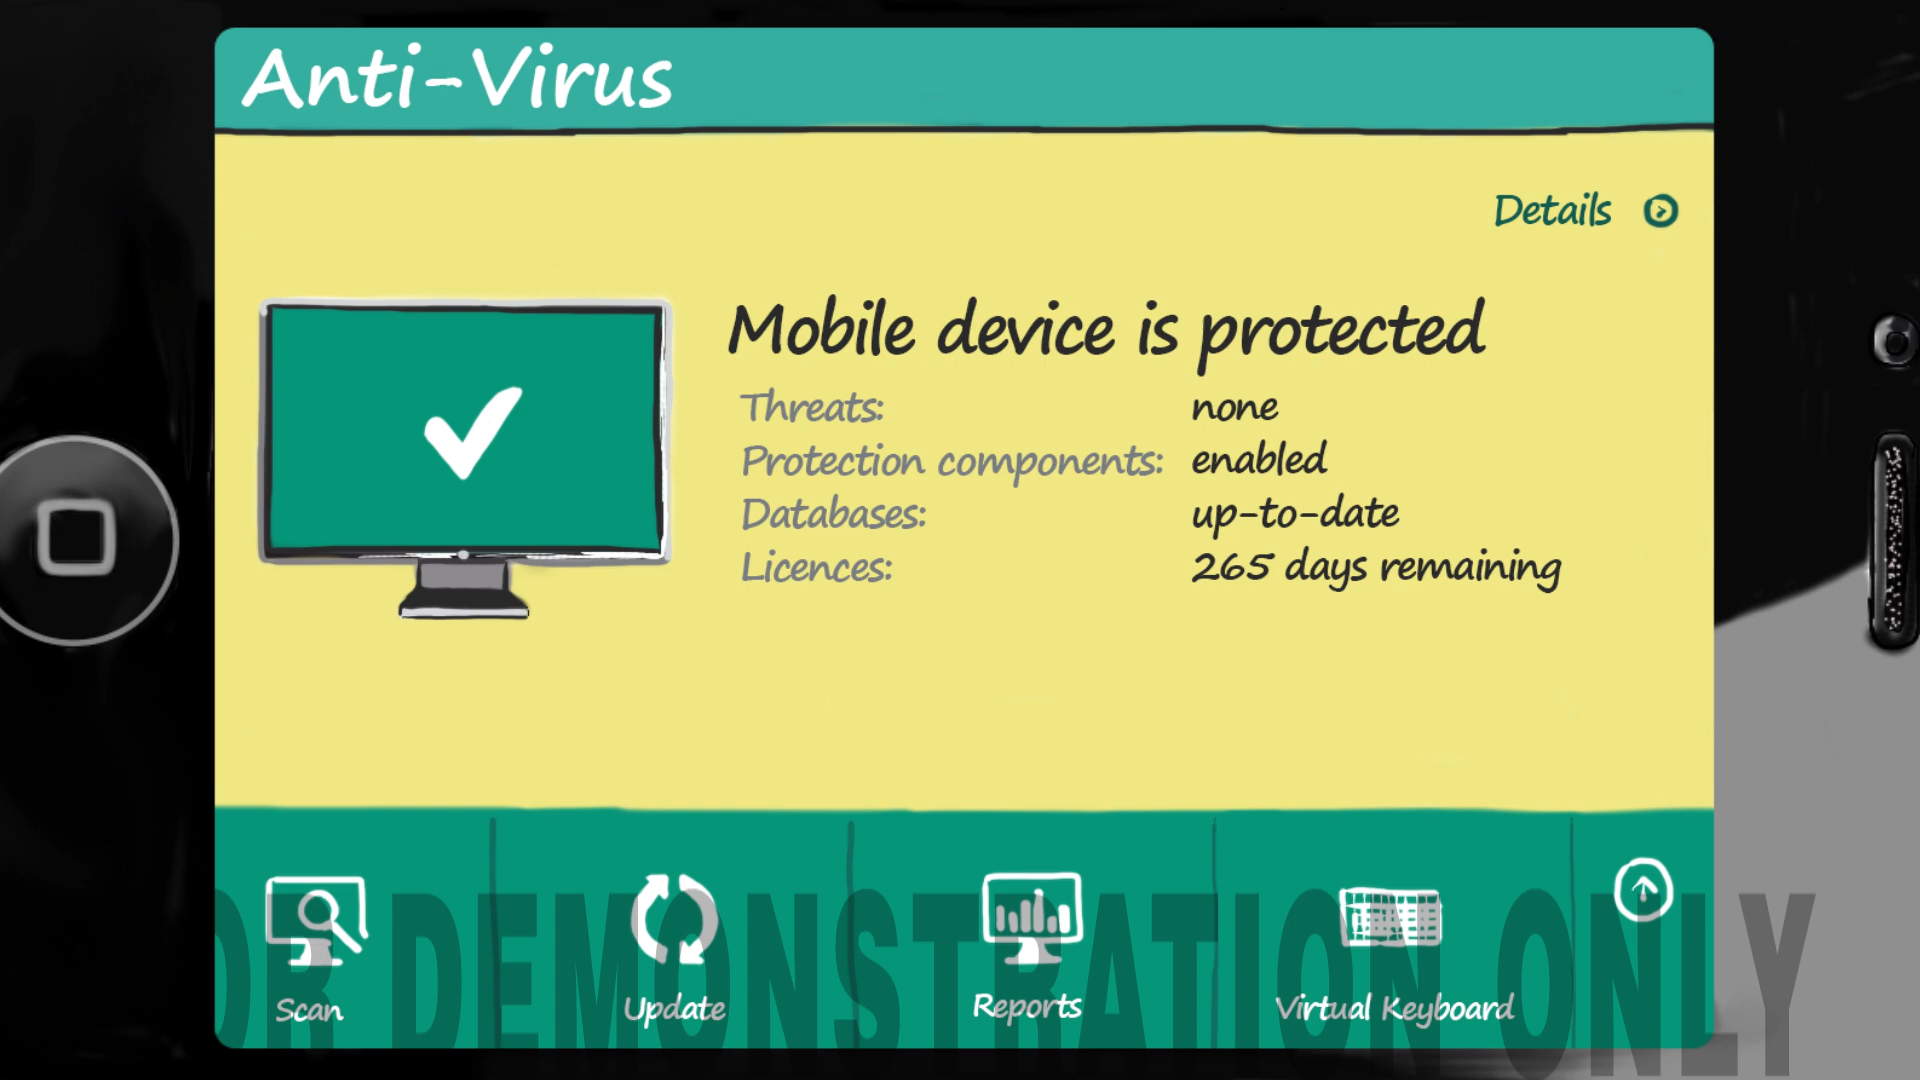 Anti-Virus
Details
Mobile device is protected
Threats: none
Protection components: enabled
Databases: up-to-date
Licences: 265 days remaining
Scan Update Reports Virtual Keyboard
OR DEMONSTRATION ONLY